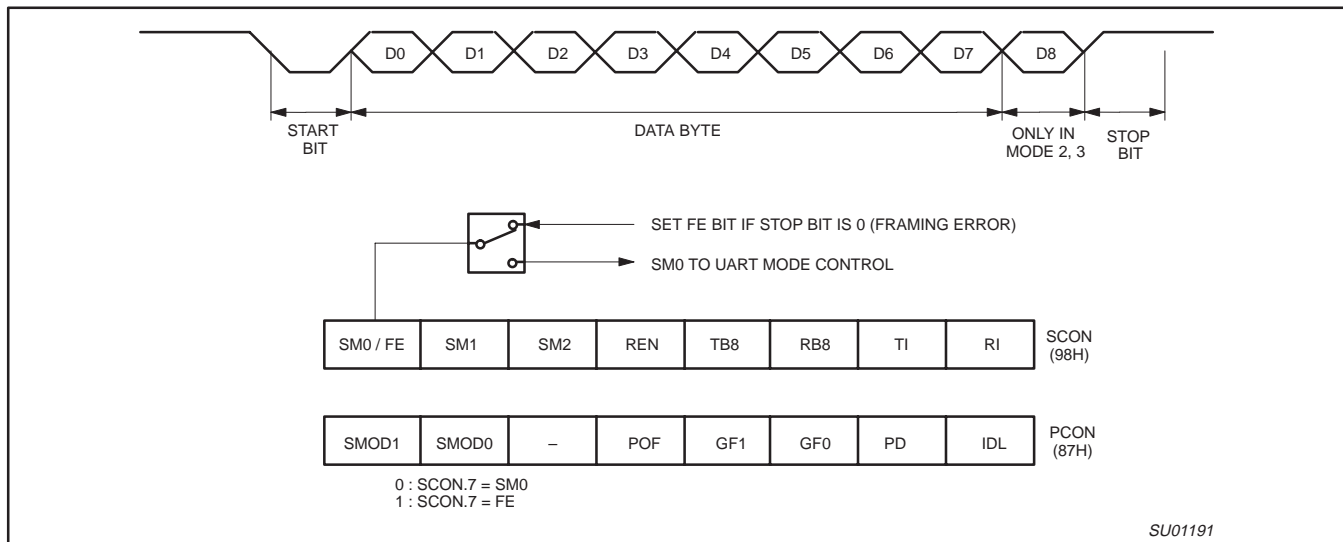 D0 D1 D2 D3 D4 D5 D6 D7 D8
START
BIT
DATA BYTE
ONLY IN
MODE 2, 3
STOP
BIT
SET FE BIT IF STOP BIT IS 0 (FRAMING ERROR)
SM0 TO UART MODE CONTROL
SM0 / FE SM1 SM2 REN TB8 RB8 TI RI
SCON
(98H)
SMOD1 SMOD0 – POF GF1 GF0 PD IDL
PCON
(87H)
0 : SCON.7 = SM0
1 : SCON.7 = FE
SU01191